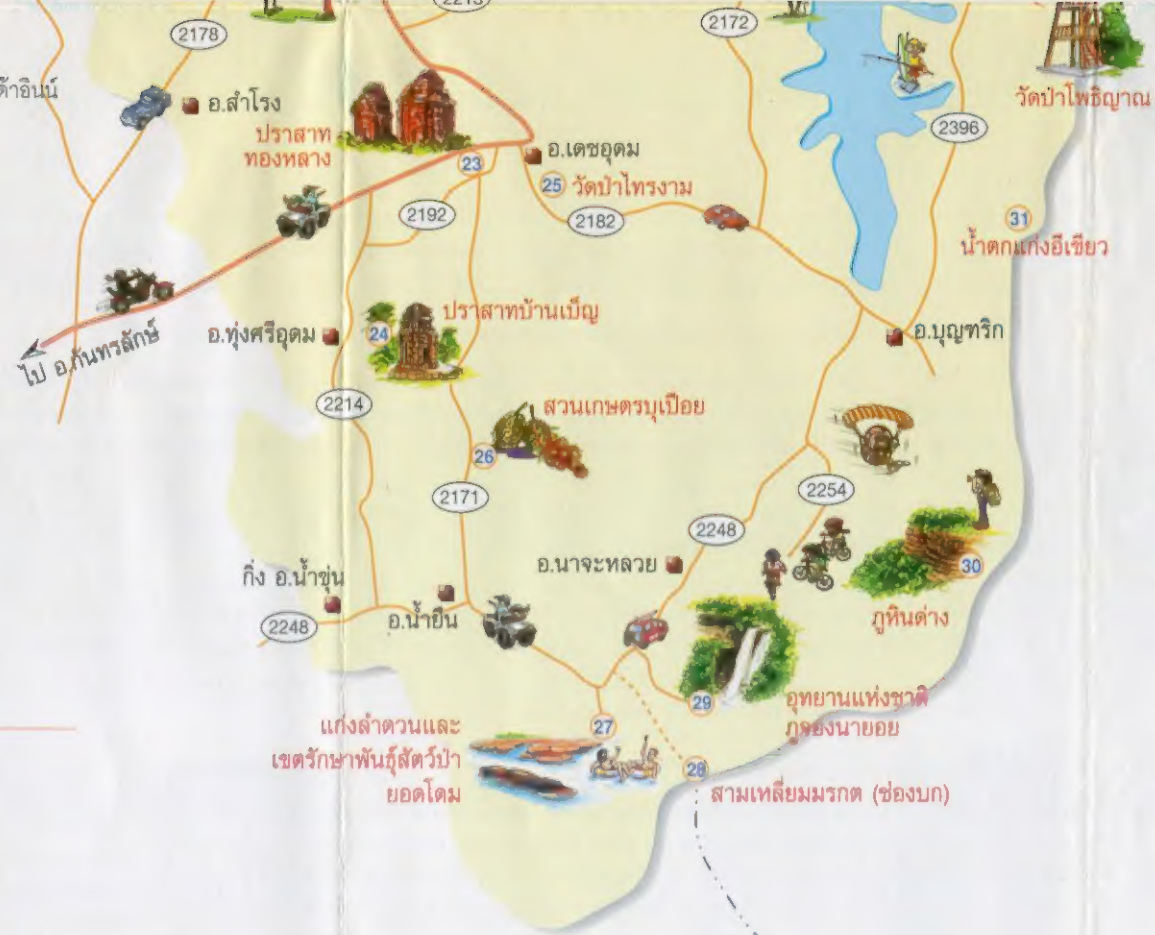 2213
2178
2172
ด้าอินน์
อ.สำโรง
วัดป่าโพธิญาณ
2396
ปราสาท
ทองหลาง
23
อ.เดชอุดม
25 วัดป่าไทรงาม
2192
2182
31
น้ำตกแก่งอีเขียว
ไป อ.กันทรลักษ์
อ.ทุ่งศรีอุดม
24
ปราสาทบ้านเบ็ญ
อ.บุณฑริก
2214
สวนเกษตรบุเปือย
26
2171
2254
2248
กิ่ง อ.น้ำขุ่น
อ.น้ำยืน
อ.นาจะหลวย
30
ภูหินด่าง
2248
29
อุทยานแห่งชาติ
ภูจองนายอย
27
แก่งลำดวนและ
เขตรักษาพันธุ์สัตว์ป่า
ยอดโดม
28
สามเหลี่ยมมรกต (ช่องบก)